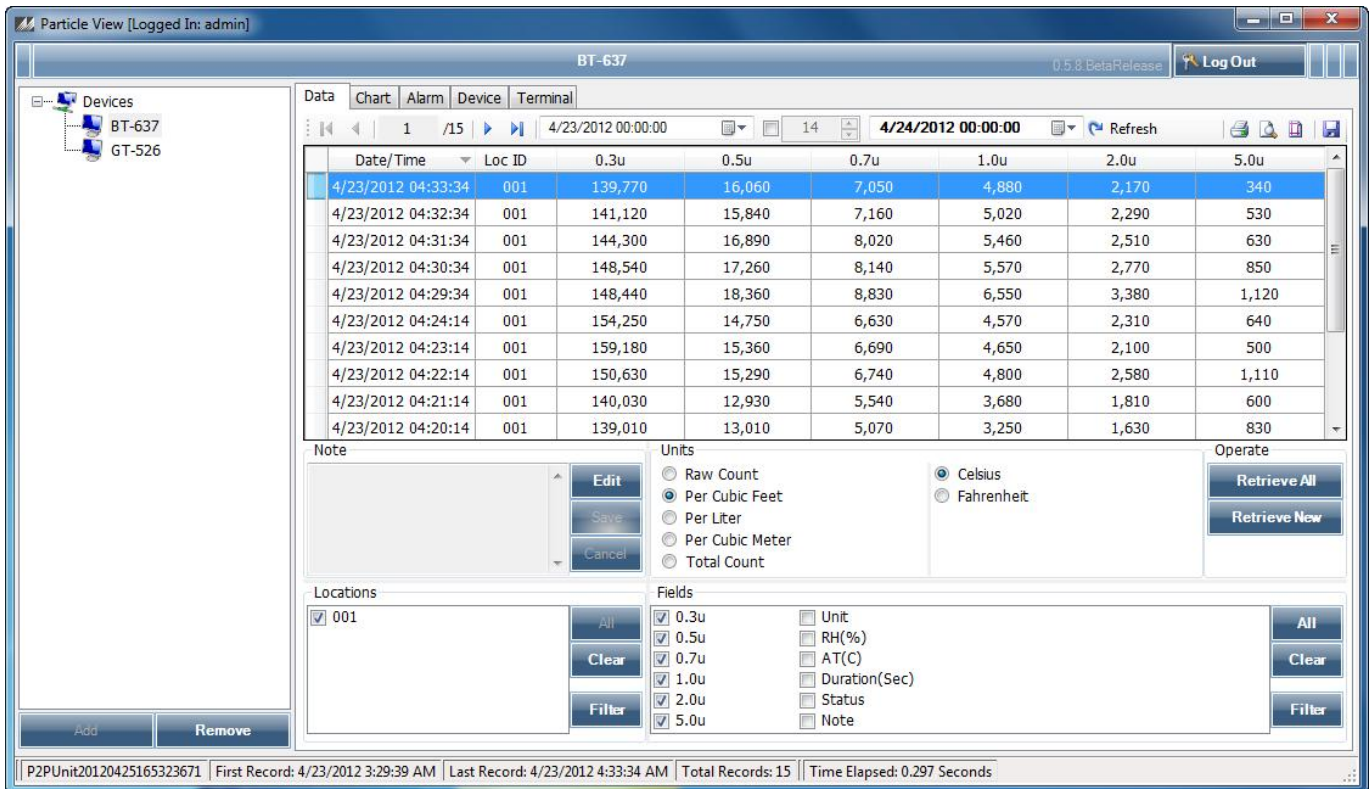 Particle View [Logged In: admin]
BT-637 0.5.8.BetaRelease Log Out
Devices
BT-637
GT-526
Data Chart Alarm Device Terminal
1 /15 4/23/2012 00:00:00 14 4/24/2012 00:00:00 Refresh
Date/Time Loc ID 0.3u 0.5u 0.7u 1.0u 2.0u 5.0u
4/23/2012 04:33:34 001 139,770 16,060 7,050 4,880 2,170 340
4/23/2012 04:32:34 001 141,120 15,840 7,160 5,020 2,290 530
4/23/2012 04:31:34 001 144,300 16,890 8,020 5,460 2,510 630
4/23/2012 04:30:34 001 148,540 17,260 8,140 5,570 2,770 850
4/23/2012 04:29:34 001 148,440 18,360 8,830 6,550 3,380 1,120
4/23/2012 04:24:14 001 154,250 14,750 6,630 4,570 2,310 640
4/23/2012 04:23:14 001 159,180 15,360 6,690 4,650 2,100 500
4/23/2012 04:22:14 001 150,630 15,290 6,740 4,800 2,580 1,110
4/23/2012 04:21:14 001 140,030 12,930 5,540 3,680 1,810 600
4/23/2012 04:20:14 001 139,010 13,010 5,070 3,250 1,630 830
Note
Edit
Save
Cancel
Units
Raw Count
Per Cubic Feet
Per Liter
Per Cubic Meter
Total Count
Celsius
Fahrenheit
Operate
Retrieve All
Retrieve New
Locations
001
All
Clear
Filter
Fields
0.3u Unit
0.5u RH(%)
0.7u AT(C)
1.0u Duration(Sec)
2.0u Status
5.0u Note
All
Clear
Filter
Add Remove
P2PUnit20120425165323671 First Record: 4/23/2012 3:29:39 AM Last Record: 4/23/2012 4:33:34 AM Total Records: 15 Time Elapsed: 0.297 Seconds